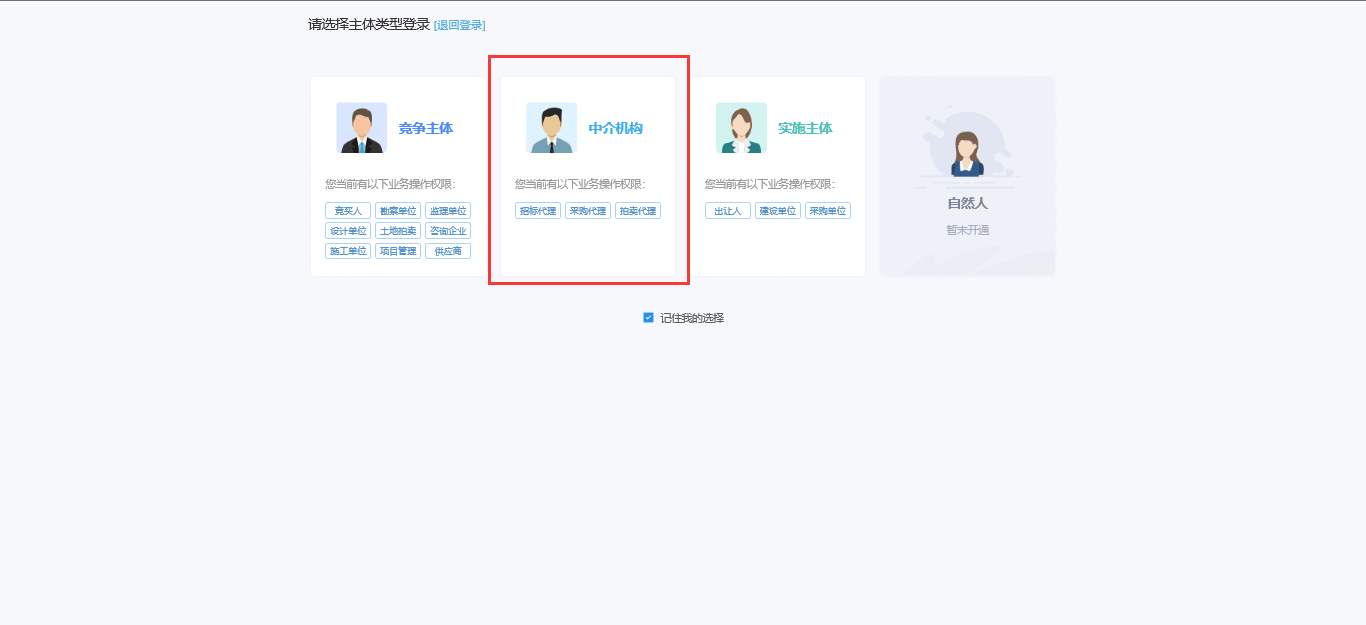 请选择主体类型登录 [退回登录]
竞争主体
您当前有以下业务操作权限：
竞买人 勘察单位 监理单位
设计单位 土地拍卖 咨询企业
施工单位 项目管理 供应商
中介机构
您当前有以下业务操作权限：
招标代理 采购代理 拍卖代理
实施主体
您当前有以下业务操作权限：
出让人 建设单位 采购单位
自然人
暂未开通
记住我的选择